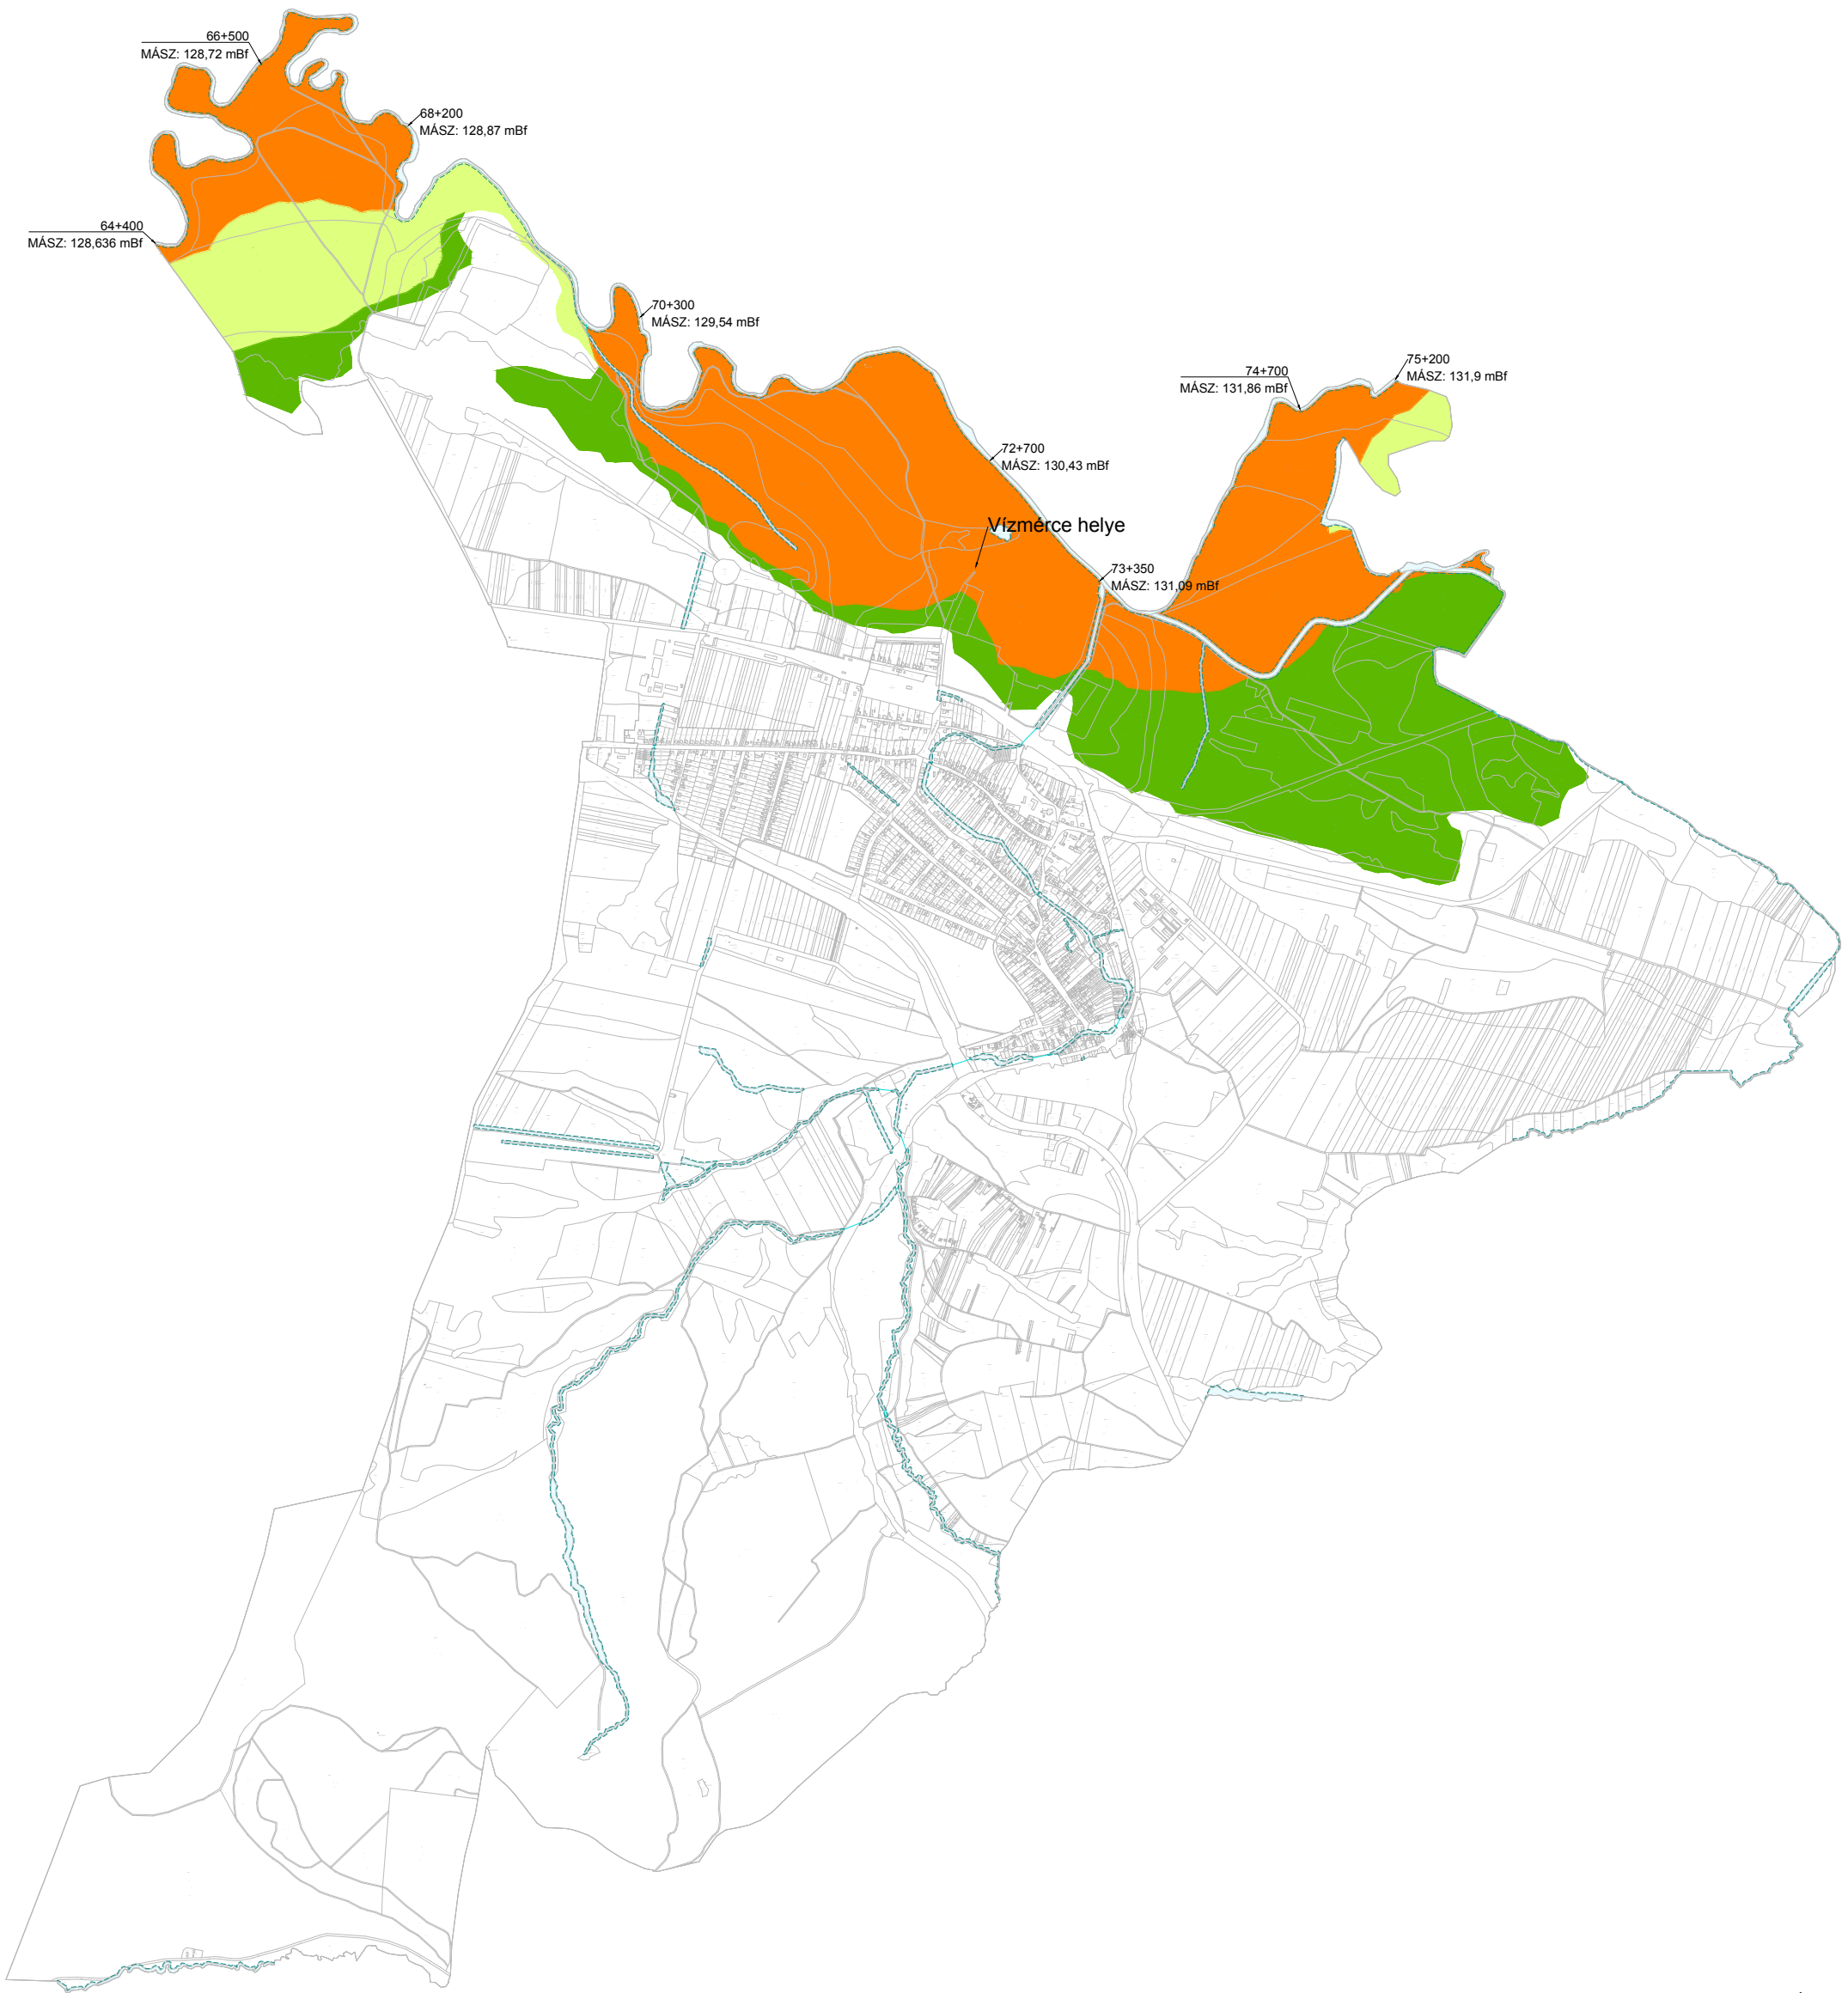 66+500
MÁSZ: 128,72 mBf
68+200
MÁSZ: 128,87 mBf
64+400
MÁSZ: 128,636 mBf
70+300
MÁSZ: 129,54 mBf
75+200
MÁSZ: 131,9 mBf
74+700
MÁSZ: 131,86 mBf
72+700
MÁSZ: 130,43 mBf
Vízmérce helye
73+350
MÁSZ: 131,09 mBf